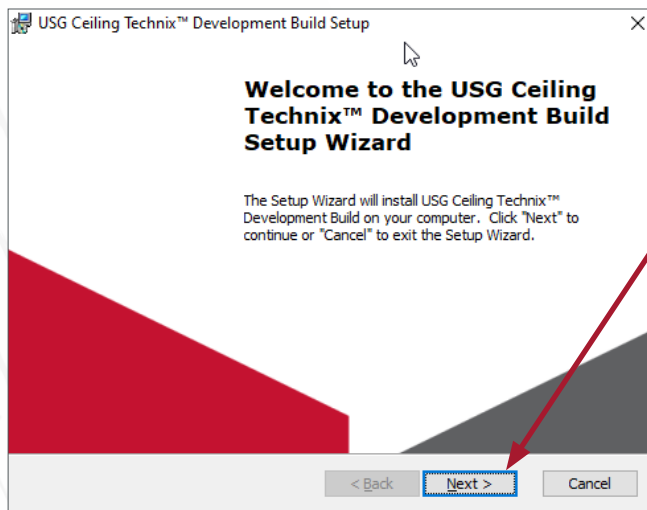 USG Ceiling Technix™ Development Build Setup
Welcome to the USG Ceiling
Technix™ Development Build
Setup Wizard
The Setup Wizard will install USG Ceiling Technix™
Development Build on your computer. Click "Next" to
continue or "Cancel" to exit the Setup Wizard.
< Back Next > Cancel